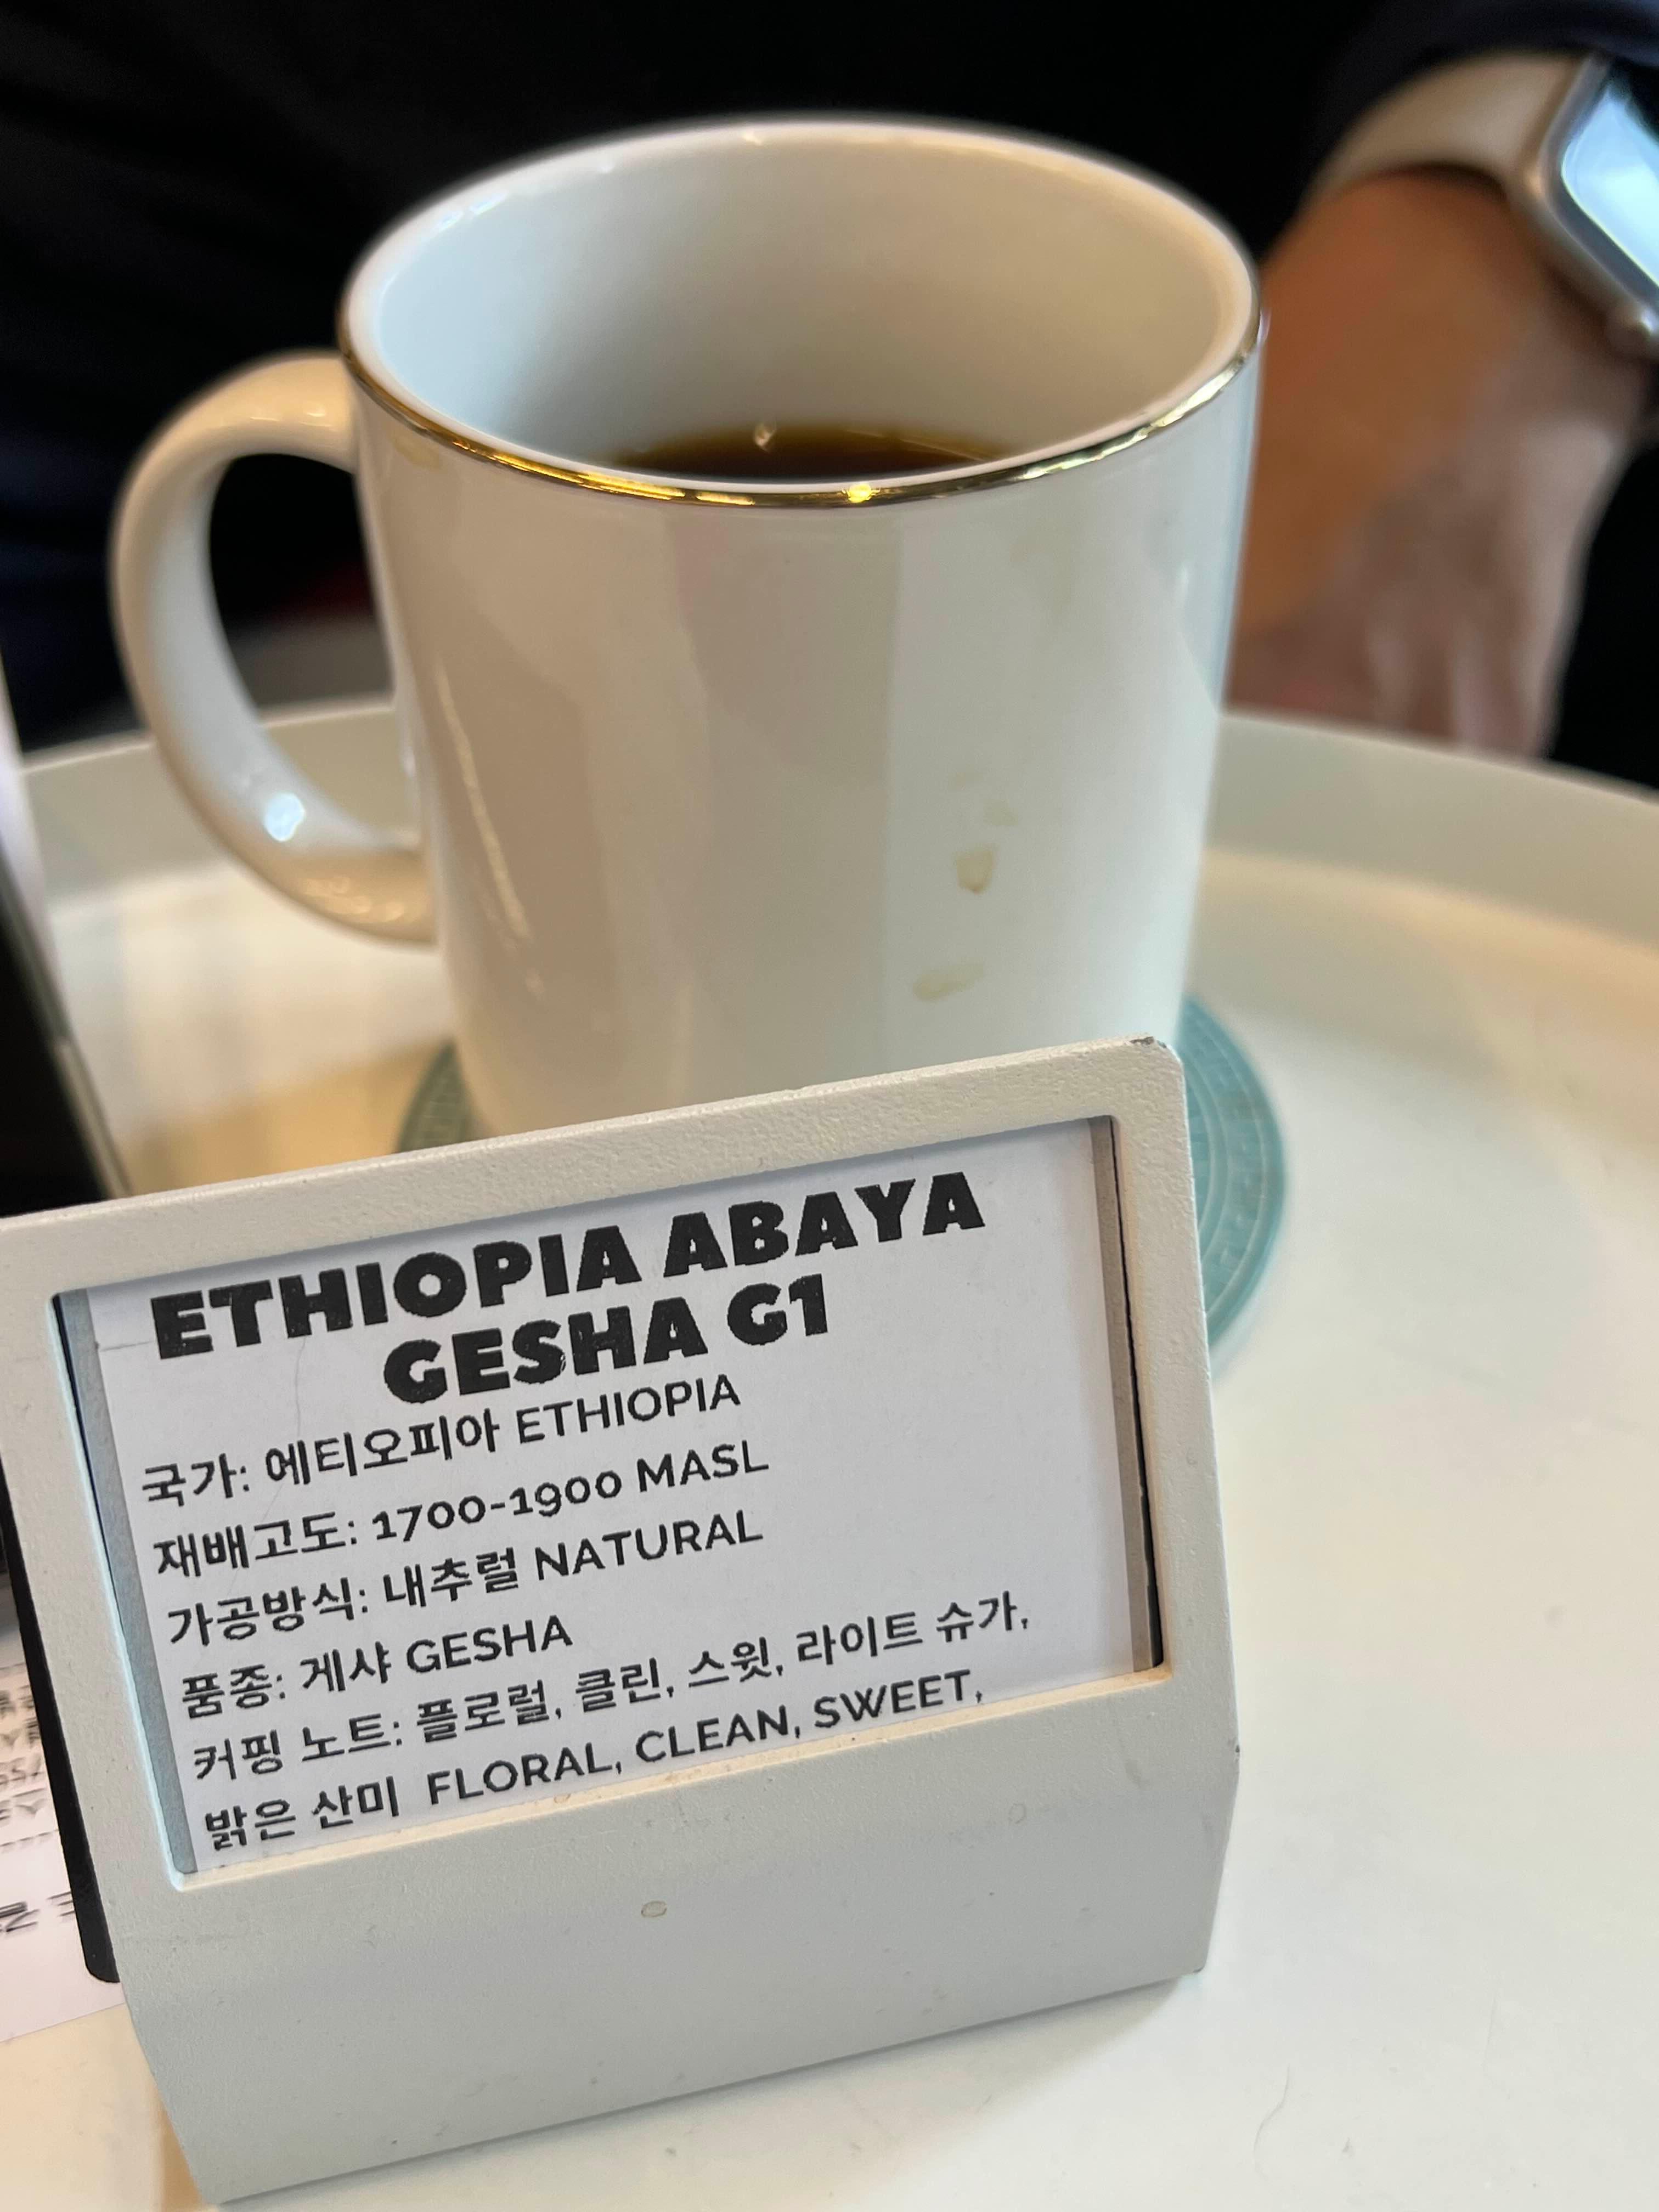 ETHIOPIA ABAYA
GESHA G1
국가: 에티오피아 ETHIOPIA
재배고도: 1700-1900 MASL
가공방식: 내추럴 NATURAL
품종: 게샤 GESHA
커핑 노트: 플로럴, 클린, 스윗, 라이트 슈가,
밝은 산미 FLORAL, CLEAN, SWEET,